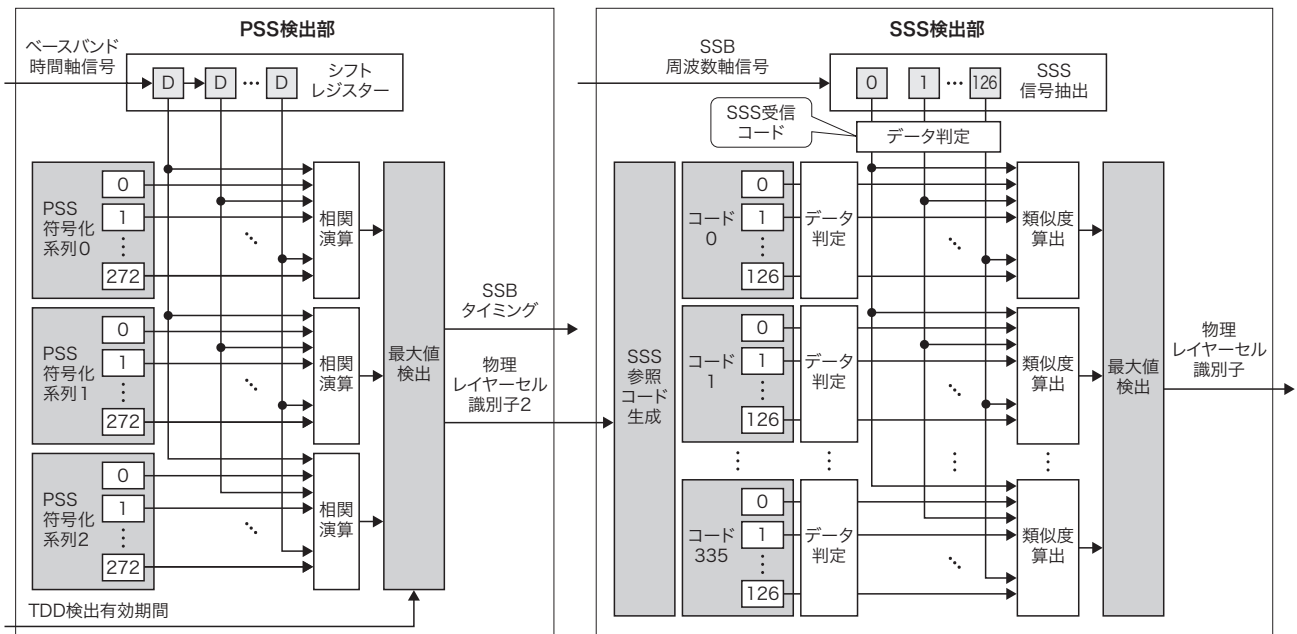 PSS検出部
ベースバンド
時間軸信号
D
D
…
D
シフト
レジスター
PSS
符号化
系列0
0
1
⋮
272
⋱
相関
演算
PSS
符号化
系列1
0
1
⋮
272
⋱
相関
演算
PSS
符号化
系列2
0
1
⋮
272
⋱
相関
演算
最大値
検出
TDD検出有効期間
SSB
タイミング
物理
レイヤーセル
識別子2
SSS検出部
SSB
周波数軸信号
0
1
…
126
SSS
信号抽出
SSS受信
コード
データ判定
SSS
参照
コード
生成
コード
0
0
1
⋮
126
データ
判定
⋱
類似度
算出
コード
1
0
1
⋮
126
データ
判定
⋱
類似度
算出
⋮
⋮
⋮
⋮
コード
335
0
1
⋮
126
データ
判定
⋱
類似度
算出
最大値
検出
物理
レイヤーセル
識別子